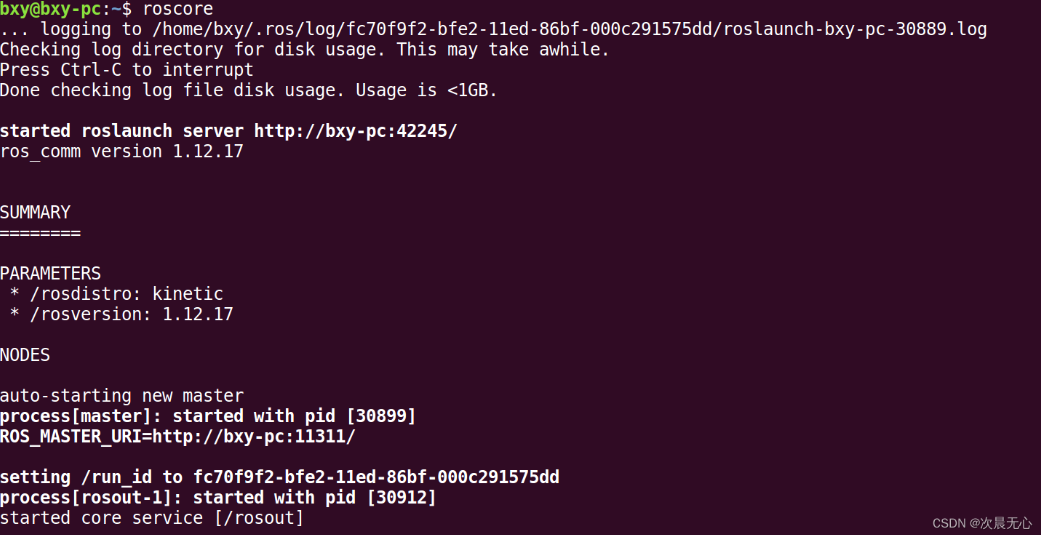 bxy@bxy-pc:~$ roscore
... logging to /home/bxy/.ros/log/fc70f9f2-bfe2-11ed-86bf-000c291575dd/roslaunch-bxy-pc-30889.log
Checking log directory for disk usage. This may take awhile.
Press Ctrl-C to interrupt
Done checking log file disk usage. Usage is <1GB.
started roslaunch server http://bxy-pc:42245/
ros_comm version 1.12.17
SUMMARY
========
PARAMETERS
 * /rosdistro: kinetic
 * /rosversion: 1.12.17
NODES
auto-starting new master
process[master]: started with pid [30899]
ROS_MASTER_URI=http://bxy-pc:11311/
setting /run_id to fc70f9f2-bfe2-11ed-86bf-000c291575dd
process[rosout-1]: started with pid [30912]
started core service [/rosout]
CSDN @次晨无心